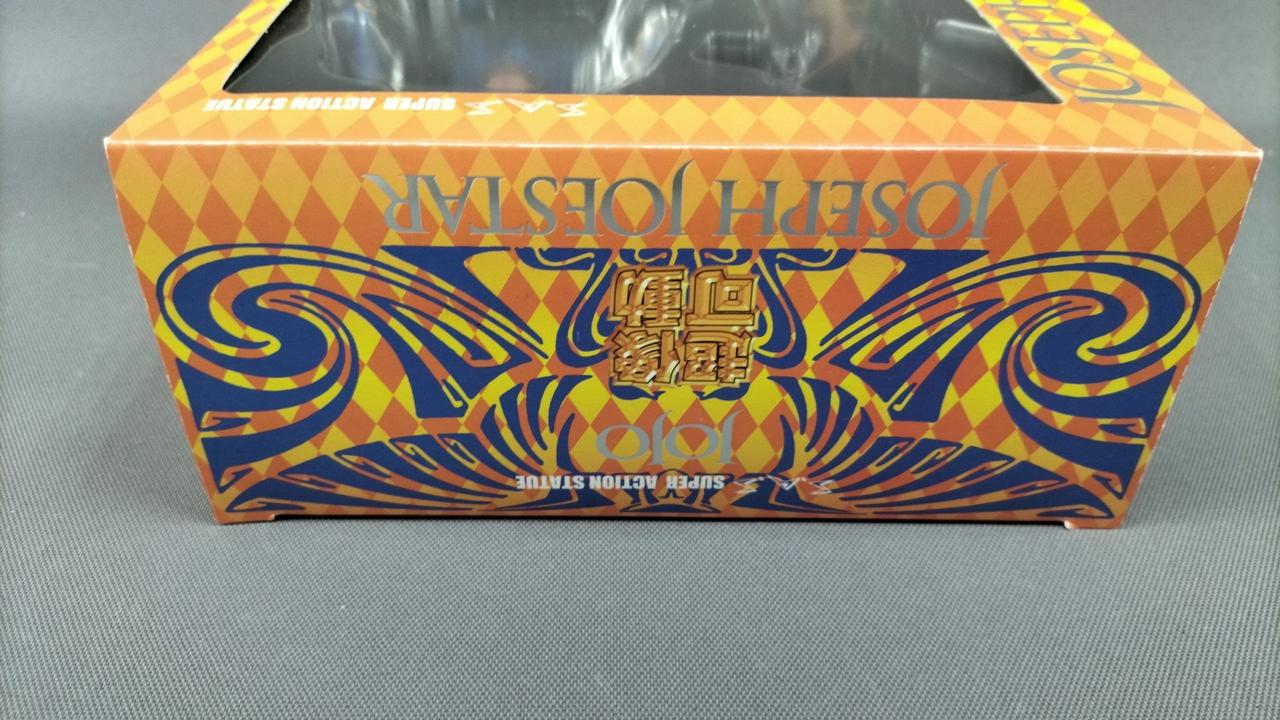 S.A.S SUPER ACTION STATUE
JOJO
超像
可動
JOSEPH JOESTAR
S.A.S SUPER ACTION STATUE